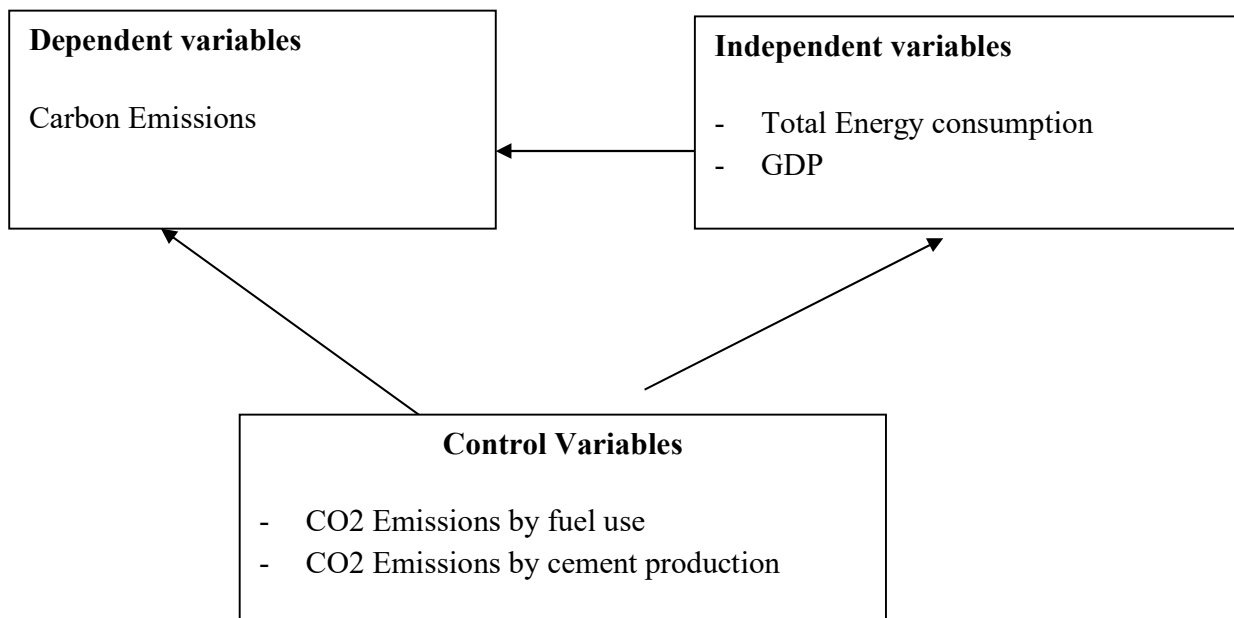 Dependent variables
Carbon Emissions
Independent variables
- Total Energy consumption
- GDP
Control Variables
- CO2 Emissions by fuel use
- CO2 Emissions by cement production